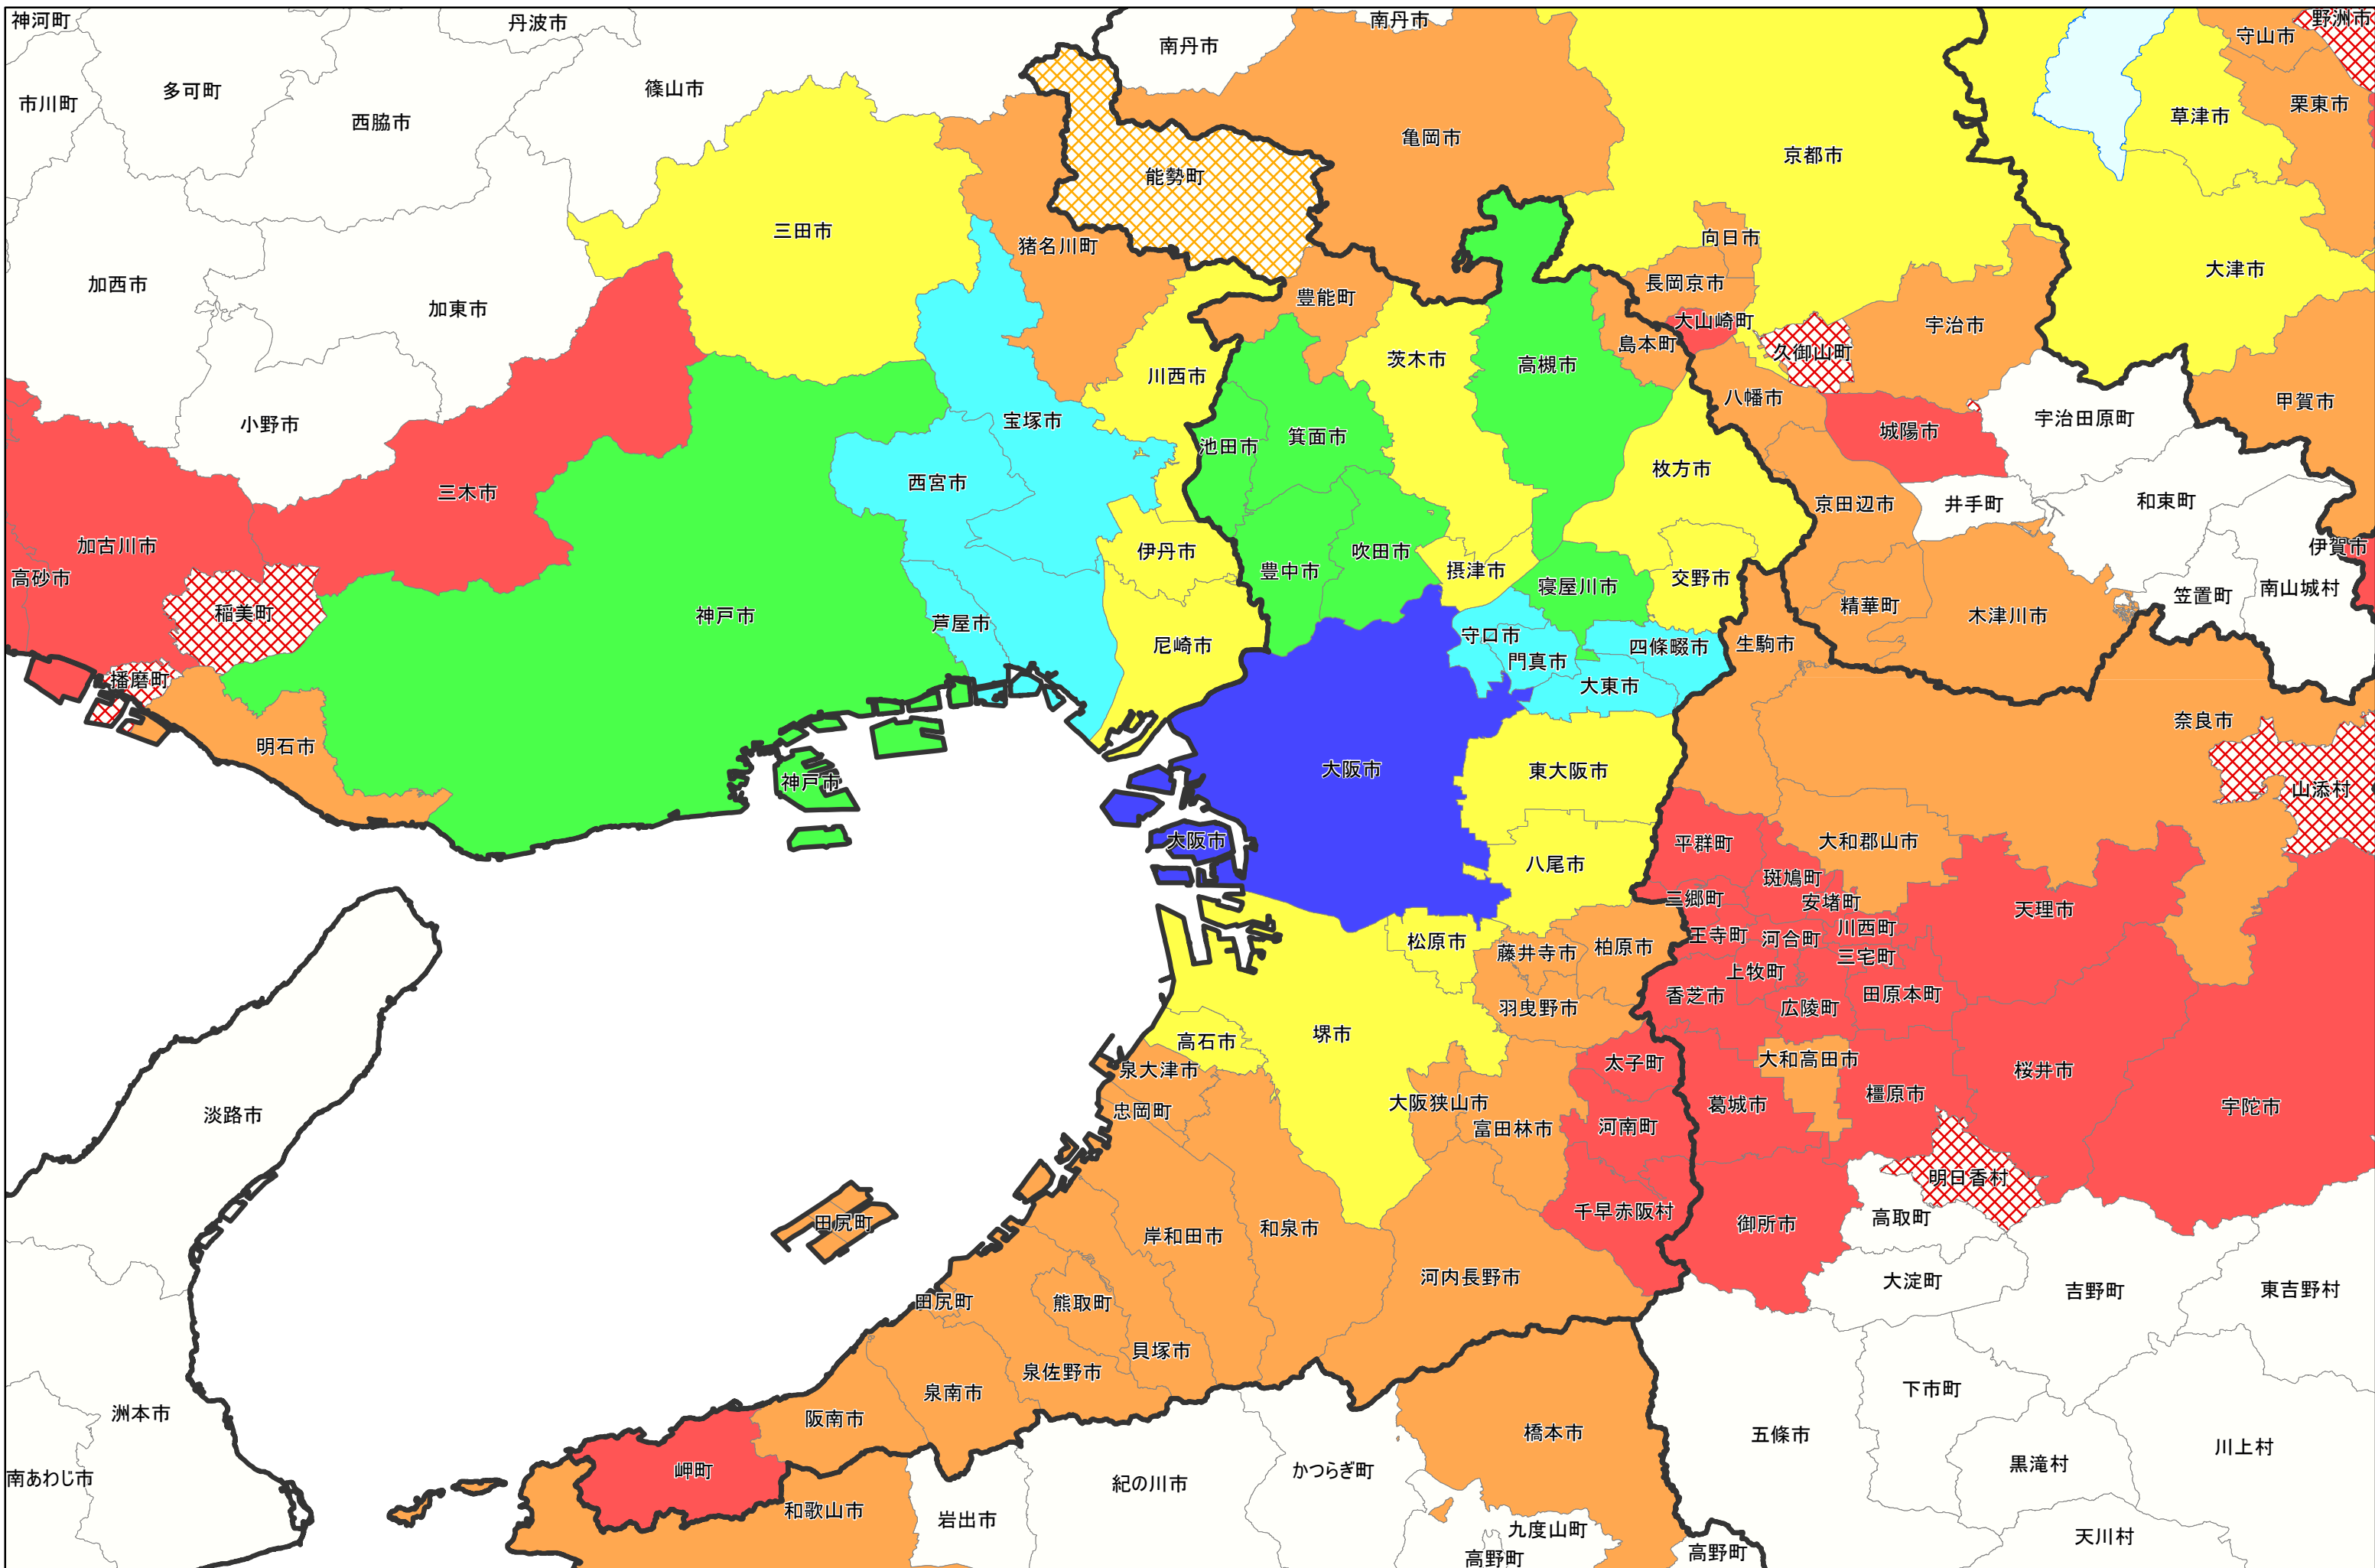 神河町
丹波市
南丹市
南丹市
野洲市
守山市
市川町
多可町
西脇市
篠山市
亀岡市
京都市
草津市
栗東市
能勢町
三田市
猪名川町
向日市
大津市
加西市
加東市
豊能町
長岡京市
大山崎町
宇治市
島本町
久御山町
川西市
茨木市
高槻市
八幡市
宇治田原町
甲賀市
小野市
宝塚市
池田市
箕面市
城陽市
三木市
西宮市
枚方市
京田辺市
井手町
和束町
加古川市
高砂市
伊丹市
豊中市
吹田市
摂津市
寝屋川市
交野市
伊賀市
稲美町
神戸市
芦屋市
尼崎市
守口市
門真市
四條畷市
生駒市
精華町
木津川市
笠置町
南山城村
播磨町
大東市
明石市
奈良市
神戸市
大阪市
東大阪市
山添村
大阪市
八尾市
平群町
大和郡山市
斑鳩町
三郷町
安堵町
天理市
松原市
藤井寺市
柏原市
王寺町
河合町
川西町
上牧町
三宅町
香芝市
羽曳野市
広陵町
田原本町
高石市
堺市
泉大津市
太子町
大和高田市
桜井市
淡路市
忠岡町
大阪狭山市
富田林市
河南町
葛城市
橿原市
宇陀市
明日香村
田尻町
岸和田市
和泉市
千早赤阪村
御所市
高取町
田尻町
熊取町
河内長野市
大淀町
吉野町
東吉野村
貝塚市
泉佐野市
泉南市
洲本市
阪南市
下市町
橋本市
五條市
南あわじ市
岬町
紀の川市
かつらぎ町
黒滝村
川上村
和歌山市
岩出市
九度山町
高野町
高野町
天川村